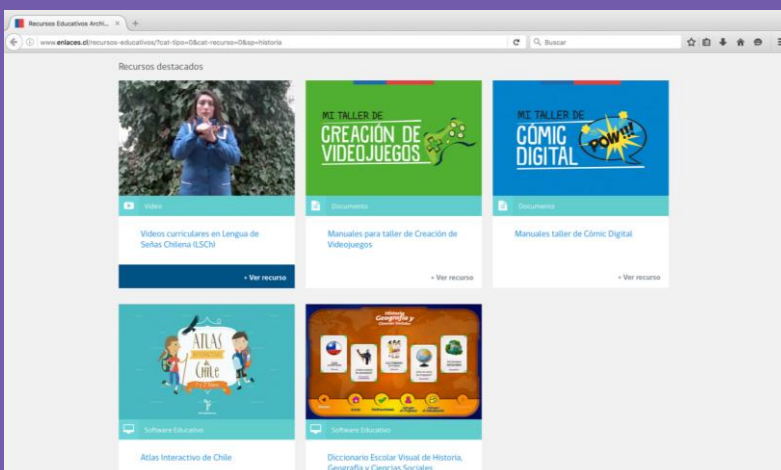 Recursos Educativos Archi...
www.enlaces.cl/recursos-educativos/?cat-tipo=0&cat-recurso=0&sp=historia
Buscar
Recursos destacados
MI TALLER DE
CREACIÓN DE
VIDEOJUEGOS
MI TALLER DE
CÓMIC
DIGITAL
POW!!!
Video
Documento
Documento
Videos curriculares en Lengua de
Señas Chilena (LSCh)
Manuales para taller de Creación de
Videojuegos
Manuales taller de Cómic Digital
+ Ver recurso
+ Ver recurso
+ Ver recurso
ATLAS
de
Chile
Historia
Geografía y
Ciencias Sociales
Software Educativo
Software Educativo
Atlas Interactivo de Chile
Diccionario Escolar Visual de Historia,
Geografía y Ciencias Sociales